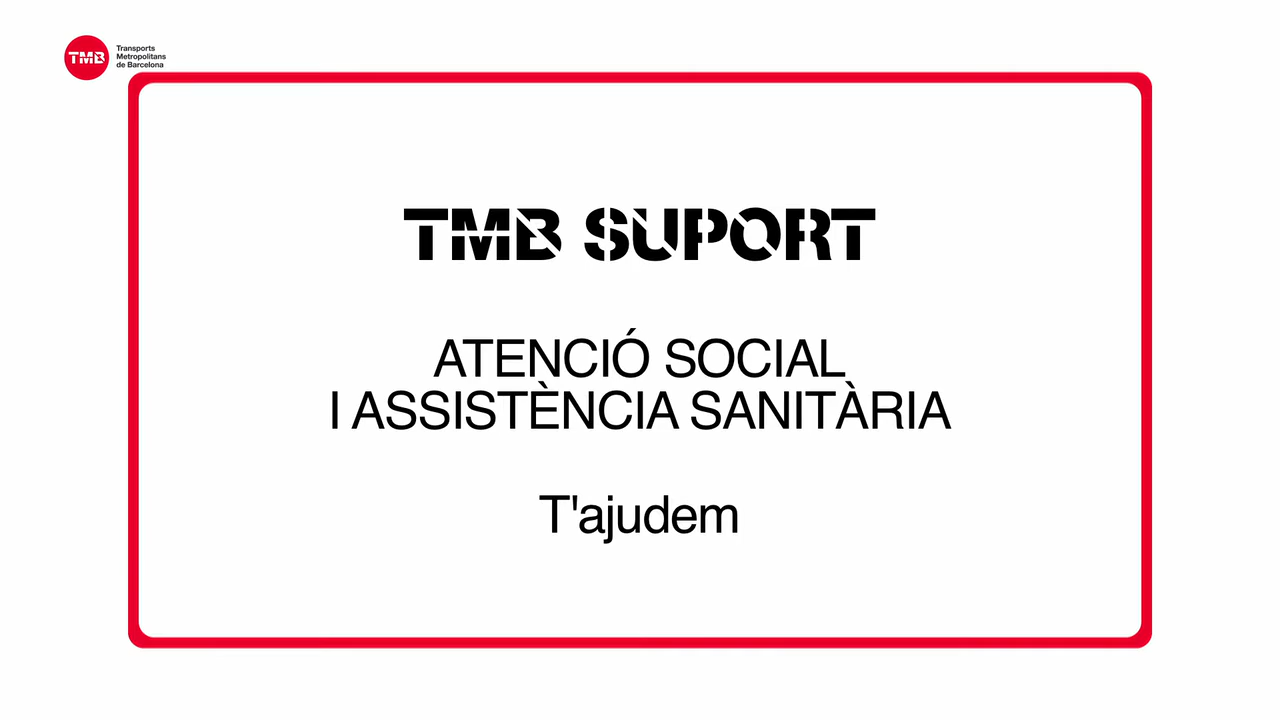 TMB
Transports
Metropolitans
de Barcelona
TMB SUPORT
ATENCIÓ SOCIAL
I ASSISTÈNCIA SANITÀRIA
T'ajudem